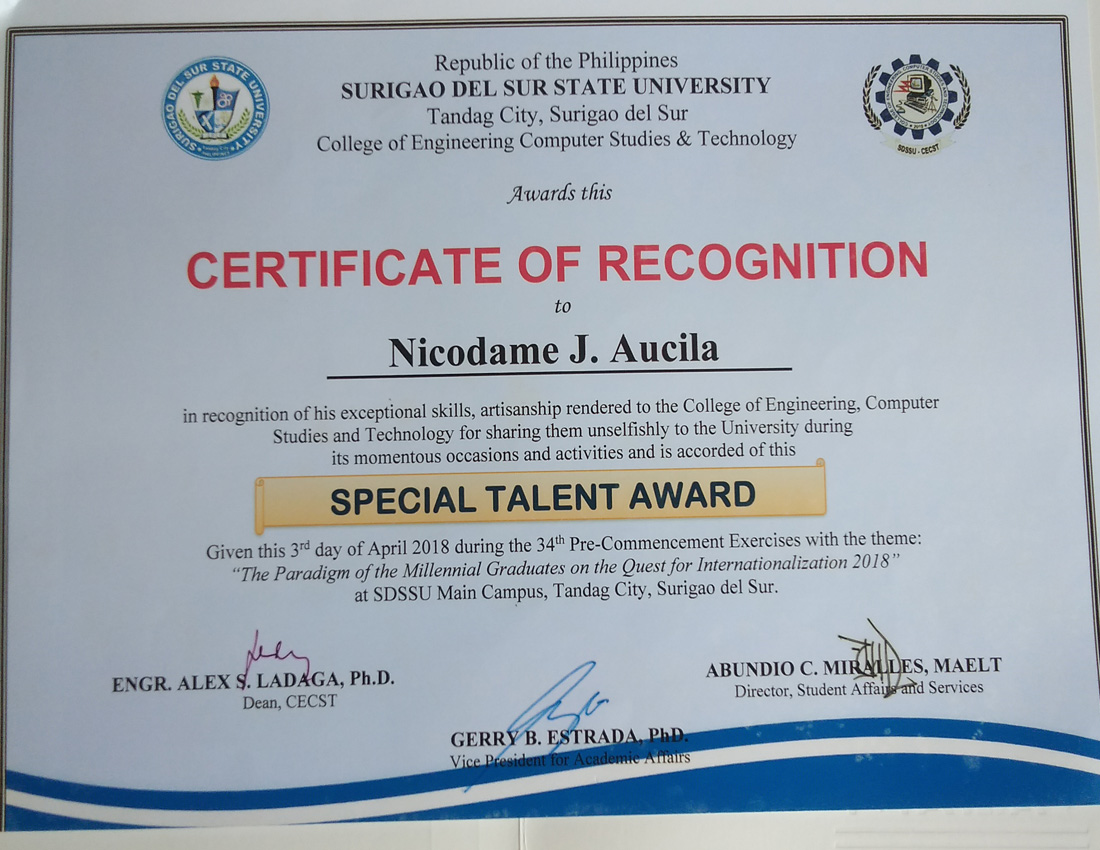 Republic of the Philippines
SURIGAO DEL SUR STATE UNIVERSITY
Tandag City, Surigao del Sur
College of Engineering Computer Studies & Technology
SURIGAO DEL SUR STATE UNIVERSITY
SDSSU - CECST
Awards this
CERTIFICATE OF RECOGNITION
to
Nicodame J. Aucila
in recognition of his exceptional skills, artisanship rendered to the College of Engineering, Computer
Studies and Technology for sharing them unselfishly to the University during
its momentous occasions and activities and is accorded of this
SPECIAL TALENT AWARD
Given this 3rd day of April 2018 during the 34th Pre-Commencement Exercises with the theme:
“The Paradigm of the Millennial Graduates on the Quest for Internationalization 2018”
at SDSSU Main Campus, Tandag City, Surigao del Sur.
ENGR. ALEX S. LADAGA, Ph.D.
Dean, CECST
ABUNDIO C. MIRALLES, MAELT
Director, Student Affairs and Services
GERRY B. ESTRADA, PhD.
Vice President for Academic Affairs